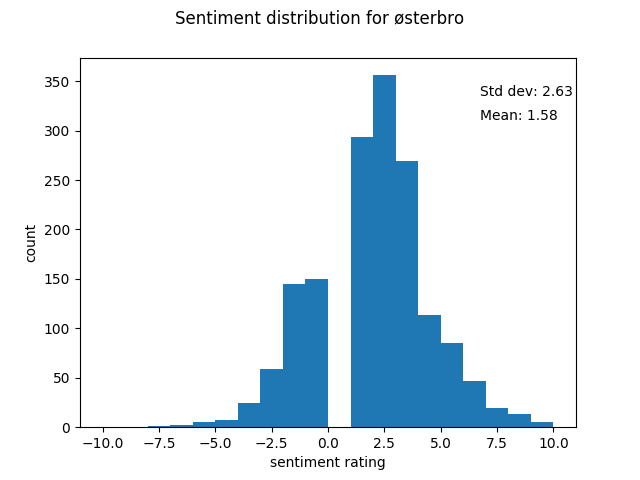 Sentiment distribution for østerbro
Std dev: 2.63
Mean: 1.58
350
300
250
200
150
100
50
0
count
−10.0 −7.5 −5.0 −2.5 0.0 2.5 5.0 7.5 10.0
sentiment rating